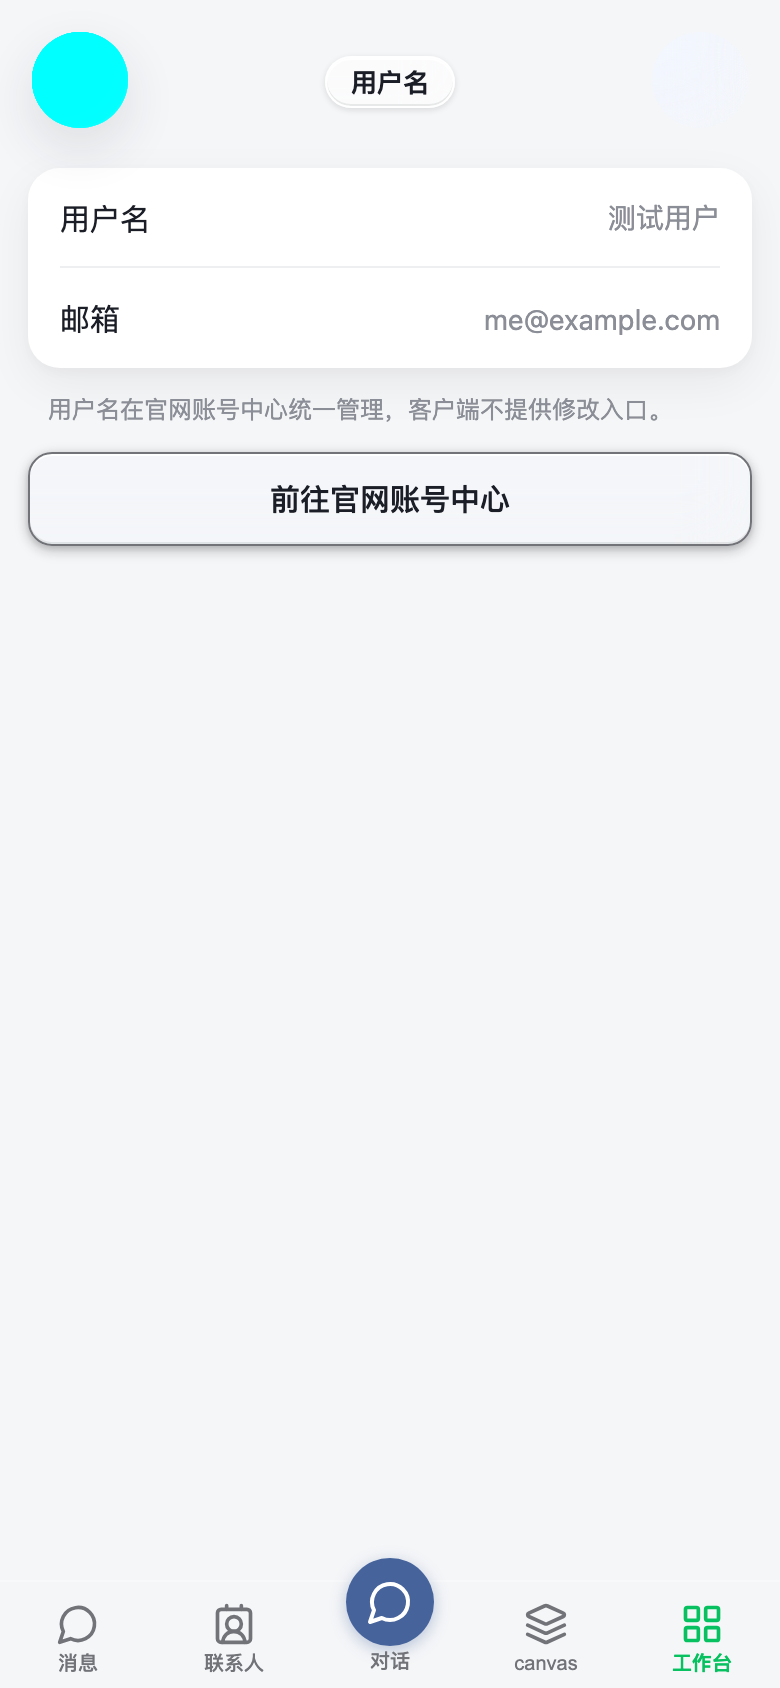 用户名
用户名
测试用户
邮箱
me@example.com
用户名在官网账号中心统一管理，客户端不提供修改入口。
前往官网账号中心
消息
联系人
对话
canvas
工作台